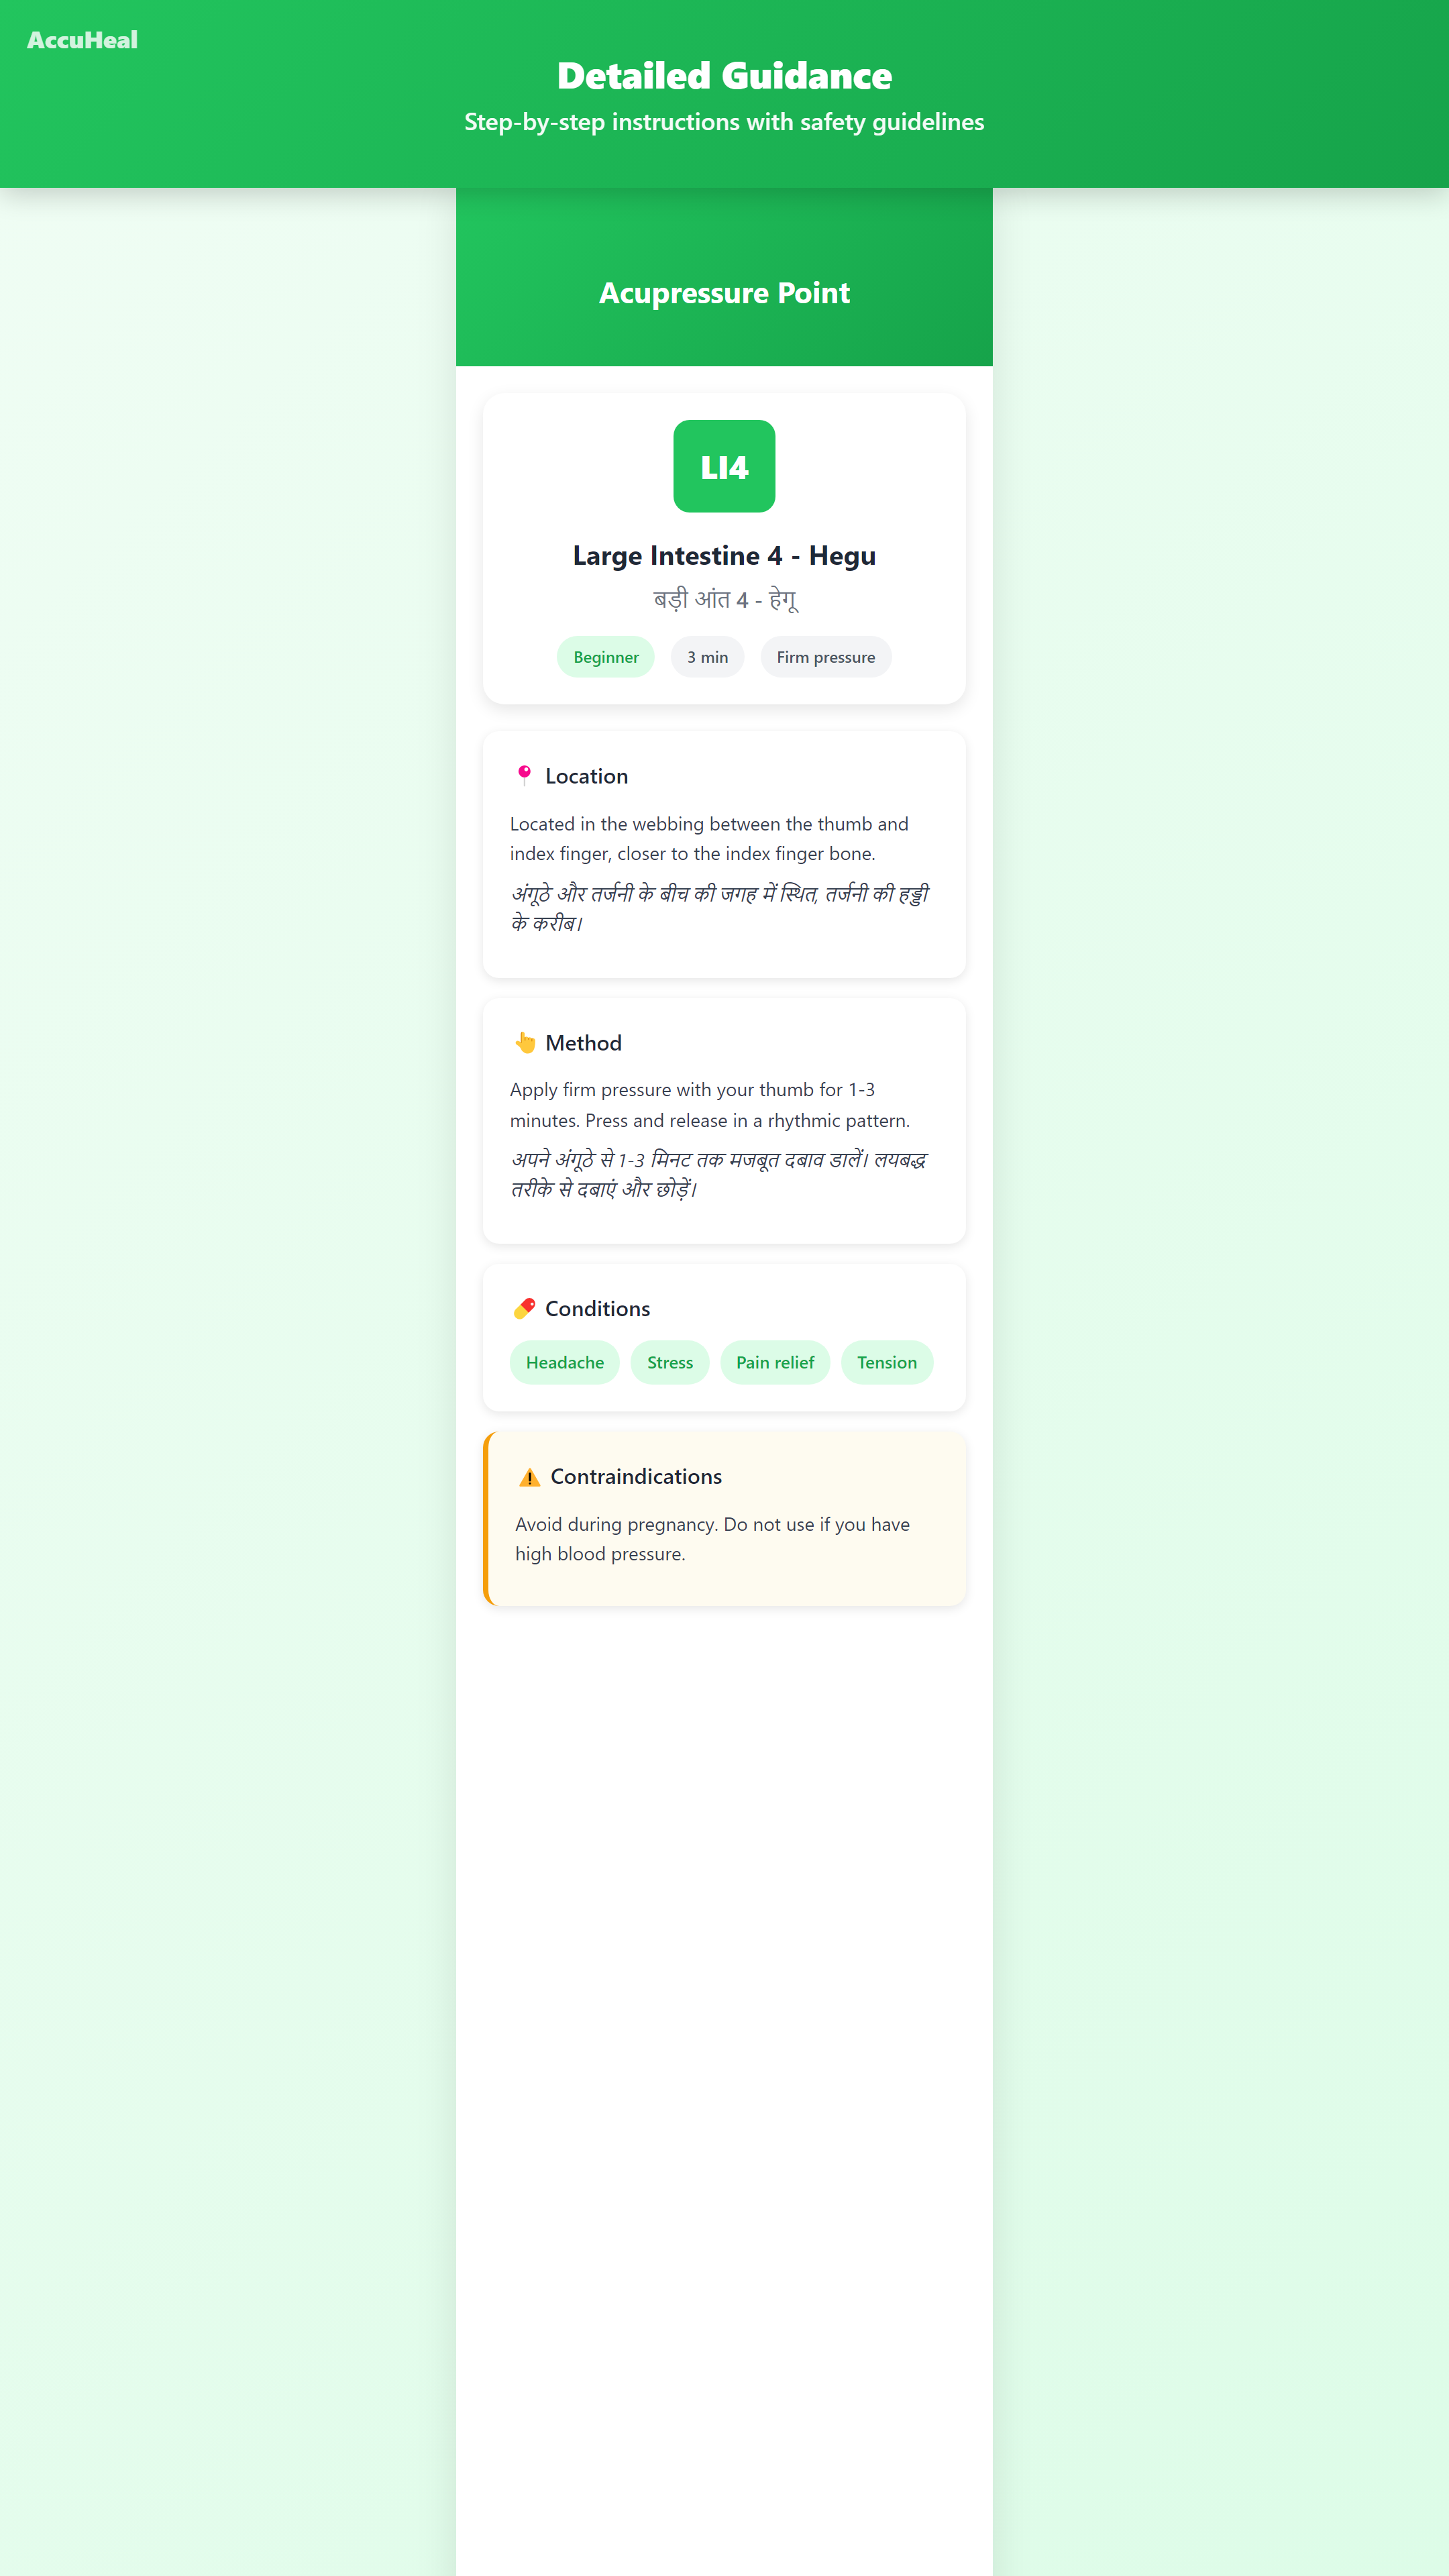 AccuHeal
Detailed Guidance
Step-by-step instructions with safety guidelines
Acupressure Point
LI4
Large Intestine 4 - Hegu
बड़ी आंत 4 - हेगू
Beginner
3 min
Firm pressure
Location
Located in the webbing between the thumb and
index finger, closer to the index finger bone.
अंगूठे और तर्जनी के बीच की जगह में स्थित, तर्जनी की हड्डी
के करीब।
Method
Apply firm pressure with your thumb for 1-3
minutes. Press and release in a rhythmic pattern.
अपने अंगूठे से 1-3 मिनट तक मजबूत दबाव डालें। लयबद्ध
तरीके से दबाएं और छोड़ें।
Conditions
Headache
Stress
Pain relief
Tension
Contraindications
Avoid during pregnancy. Do not use if you have
high blood pressure.